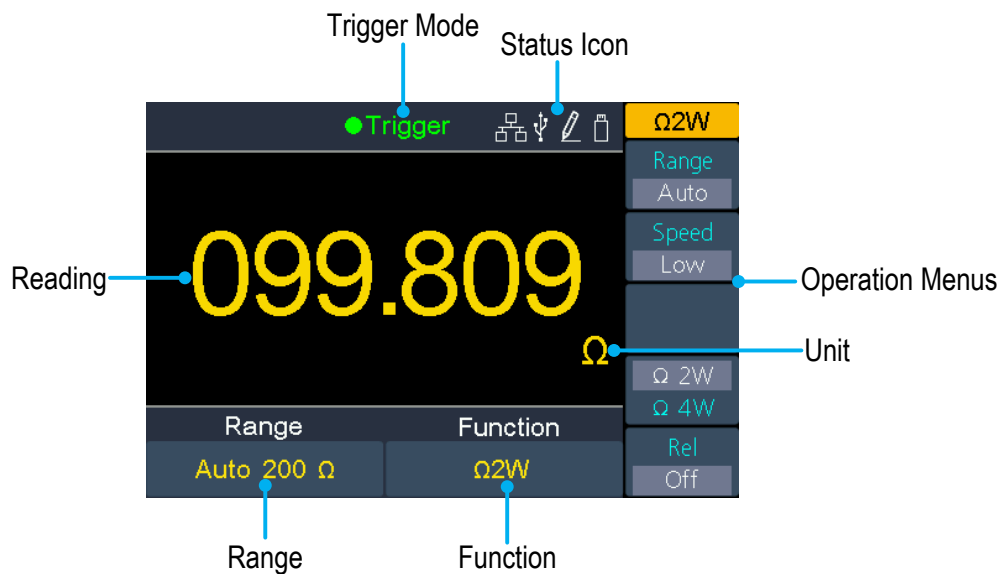 Trigger Mode
Status Icon
Trigger
Ω2W
Range
Auto
Speed
Low
Reading
099.809
Operation Menus
Ω
Unit
Ω 2W
Ω 4W
Range
Function
Rel
Off
Auto 200 Ω
Ω2W
Range
Function